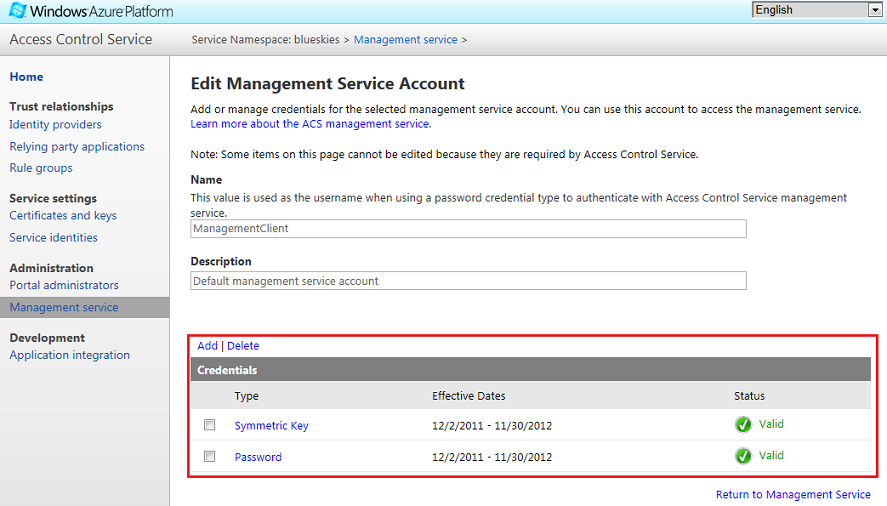 Windows Azure Platform
English
Access Control Service
Service Namespace: blueskies > Management service >
Home
Trust relationships
Identity providers
Relying party applications
Rule groups
Service settings
Certificates and keys
Service identities
Administration
Portal administrators
Management service
Development
Application integration
Edit Management Service Account
Add or manage credentials for the selected management service account. You can use this account to access the management service.
Learn more about the ACS management service.
Note: Some items on this page cannot be edited because they are required by Access Control Service.
Name
This value is used as the username when using a password credential type to authenticate with Access Control Service management
service.
ManagementClient
Description
Default management service account
Add | Delete
Credentials
Type Effective Dates Status
Symmetric Key 12/2/2011 - 11/30/2012 Valid
Password 12/2/2011 - 11/30/2012 Valid
Return to Management Service